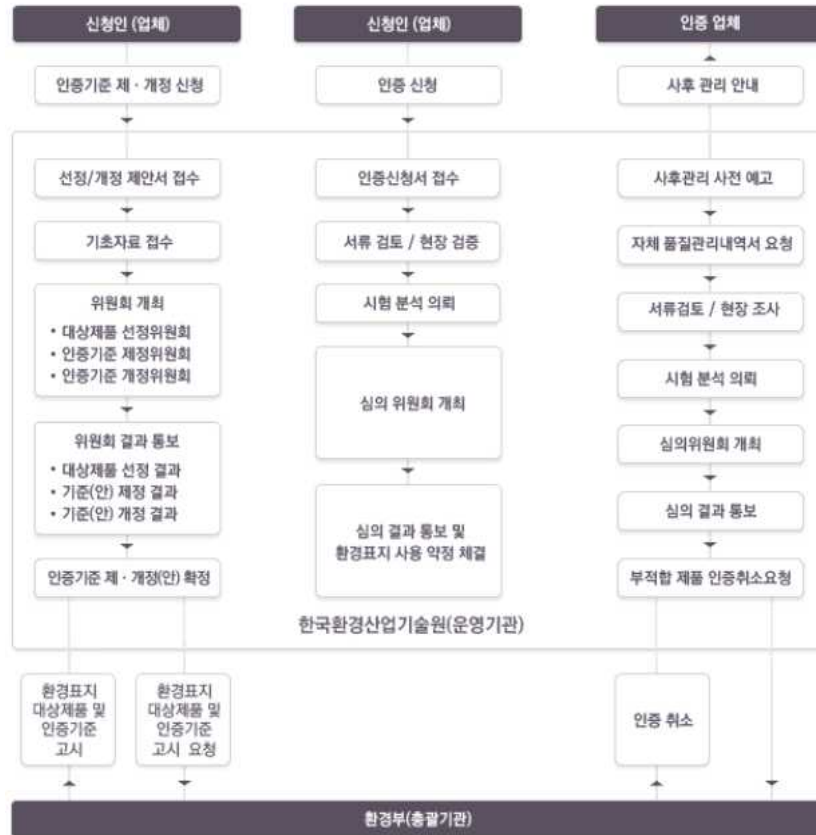 신청인 (업체)
인증기준 제 · 개정 신청
선정/개정 제안서 접수
기초자료 접수
위원회 개최
• 대상제품 선정위원회
• 인증기준 제정위원회
• 인증기준 개정위원회
위원회 결과 통보
• 대상제품 선정 결과
• 기준(안) 제정 결과
• 기준(안) 개정 결과
인증기준 제 · 개정(안) 확정
환경표지
대상제품 및
인증기준
고시
환경표지
대상제품 및
인증기준
고시 요청
신청인 (업체)
인증 신청
인증신청서 접수
서류 검토 / 현장 검증
시험 분석 의뢰
심의 위원회 개최
심의 결과 통보 및
환경표지 사용 약정 체결
인증 업체
사후 관리 안내
사후관리 사전 예고
자체 품질관리내역서 요청
서류검토 / 현장 조사
시험 분석 의뢰
심의위원회 개최
심의 결과 통보
부적합 제품 인증취소요청
인증 취소
한국환경산업기술원(운영기관)
환경부(총괄기관)